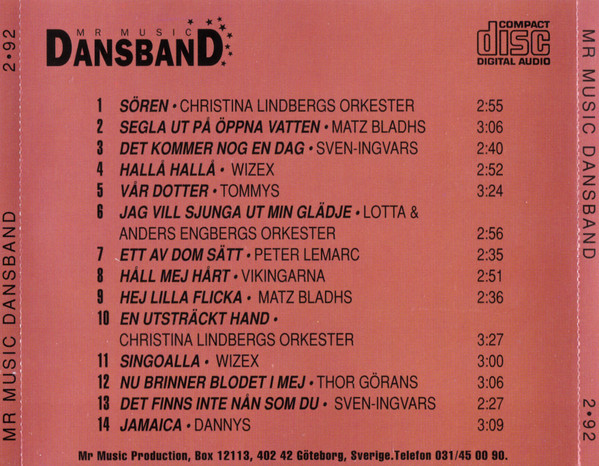 MR MUSIC
DANSBAND
COMPACT
disc
DIGITAL AUDIO
1 SÖREN • CHRISTINA LINDBERGS ORKESTER 2:55
2 SEGLA UT PÅ ÖPPNA VATTEN • MATZ BLADHS 3:06
3 DET KOMMER NOG EN DAG • SVEN-INGVARS 2:40
4 HALLÅ HALLÅ • WIZEX 2:52
5 VÅR DOTTER • TOMMYS 3:24
6 JAG VILL SJUNGA UT MIN GLÄDJE • LOTTA &
ANDERS ENGBERGS ORKESTER 2:56
7 ETT AV DOM SÄTT • PETER LEMARC 2:35
8 HÅLL MEJ HÅRT • VIKINGARNA 2:51
9 HEJ LILLA FLICKA • MATZ BLADHS 2:36
10 EN UTSTRÄCKT HAND •
CHRISTINA LINDBERGS ORKESTER 3:27
11 SINGOALLA • WIZEX 3:00
12 NU BRINNER BLODET I MEJ • THOR GÖRANS 3:06
13 DET FINNS INTE NÅN SOM DU • SVEN-INGVARS 2:27
14 JAMAICA • DANNYS 3:09
Mr Music Production, Box 12113, 402 42 Göteborg, Sverige.Telefon 031/45 00 90.
MR MUSIC DANSBAND 2•92
MR MUSIC DANSBAND 2•92